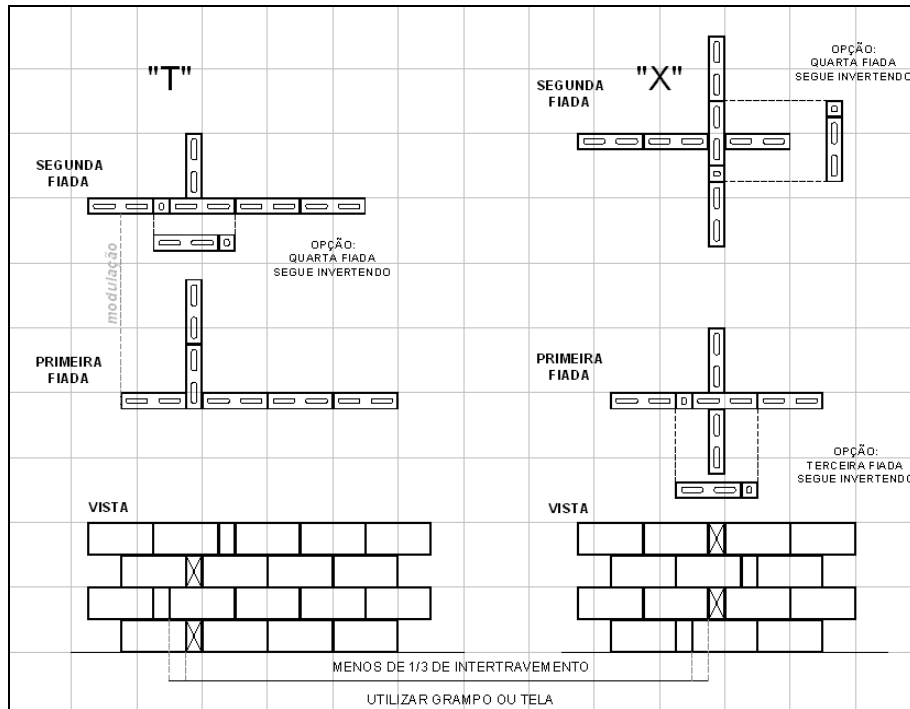 "T"
SEGUNDA
FIADA
OPÇÃO:
QUARTA FIADA
SEGUE INVERTENDO
modulação
PRIMEIRA
FIADA
VISTA
"X"
SEGUNDA
FIADA
OPÇÃO:
QUARTA FIADA
SEGUE INVERTENDO
PRIMEIRA
FIADA
OPÇÃO:
TERCEIRA FIADA
SEGUE INVERTENDO
VISTA
MENOS DE 1/3 DE INTERTRAVEMENTO
UTILIZAR GRAMPO OU TELA